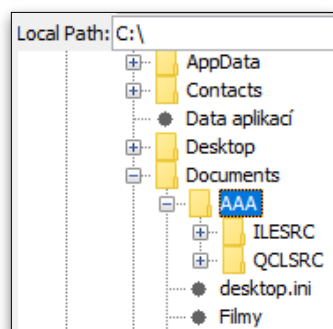 Local Path: C:\
AppData
Contacts
Data aplikací
Desktop
Documents
AAA
ILESRC
QCLSRC
desktop.ini
Filmy